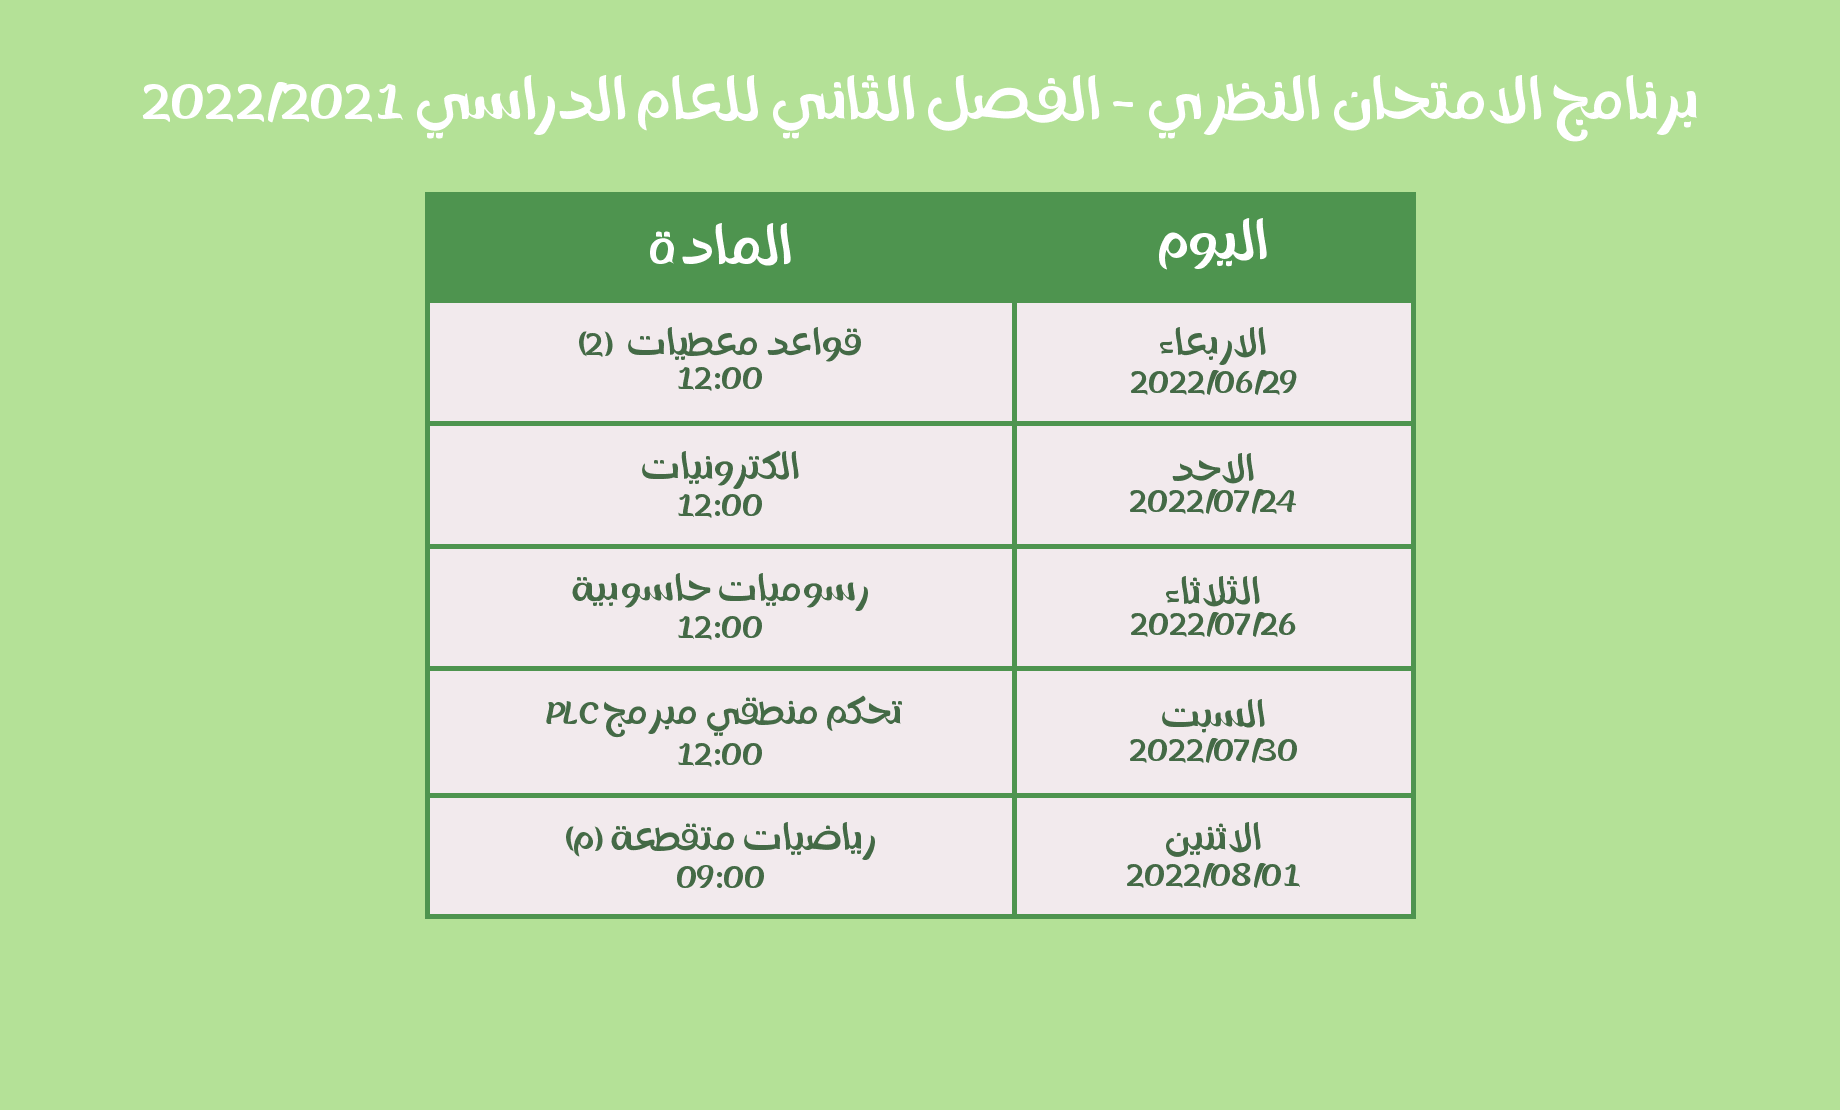 برنامج الامتحان النظري - الفصل الثاني للعام الدراسي 2022/2021
اليوم
المادة
الاربعاء
2022/06/29
قواعد معطيات (2)
12:00
الاحد
2022/07/24
الكترونيات
12:00
الثلاثاء
2022/07/26
رسوميات حاسوبية
12:00
السبت
2022/07/30
تحكم منطقي مبرمج PLC
12:00
الاثنين
2022/08/01
رياضيات متقطعة (م)
09:00